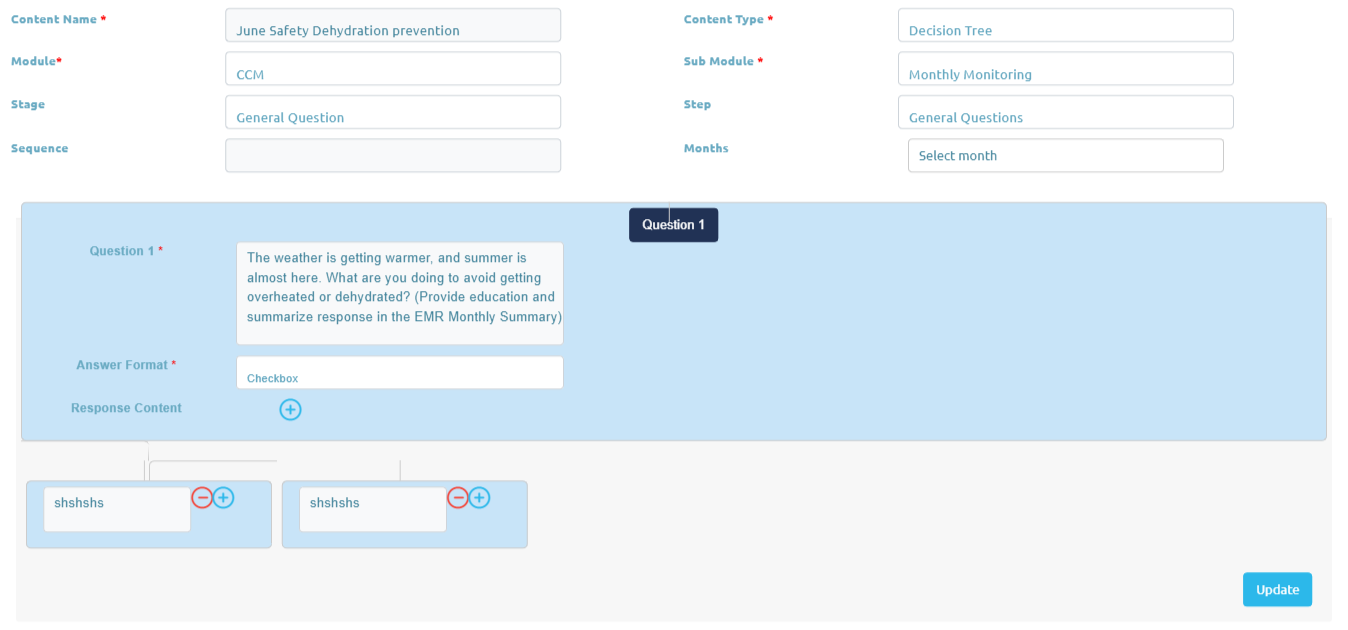 Content Name *
June Safety Dehydration prevention
Content Type *
Decision Tree
Module*
CCM
Sub Module *
Monthly Monitoring
Stage
General Question
Step
General Questions
Sequence
Months
Select month
Question 1
Question 1 *
The weather is getting warmer, and summer is
almost here. What are you doing to avoid getting
overheated or dehydrated? (Provide education and
summarize response in the EMR Monthly Summary)
Answer Format *
Checkbox
Response Content
shshshs
shshshs
Update